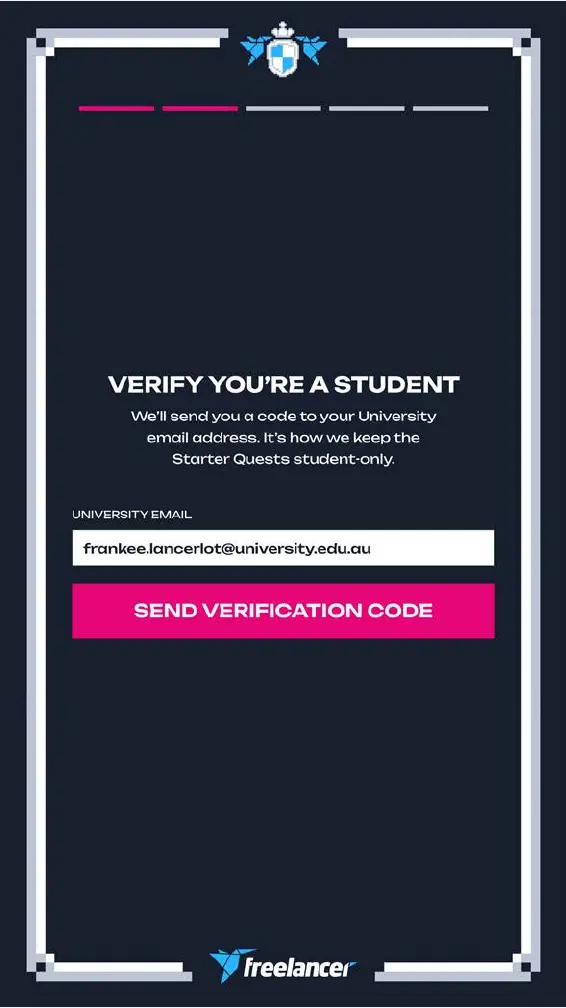 VERIFY YOU'RE A STUDENT
We'll send you a code to your University
email address. It's how we keep the
Starter Quests student-only.
UNIVERSITY EMAIL
frankee.lancerlot@university.edu.au
SEND VERIFICATION CODE
freelancer